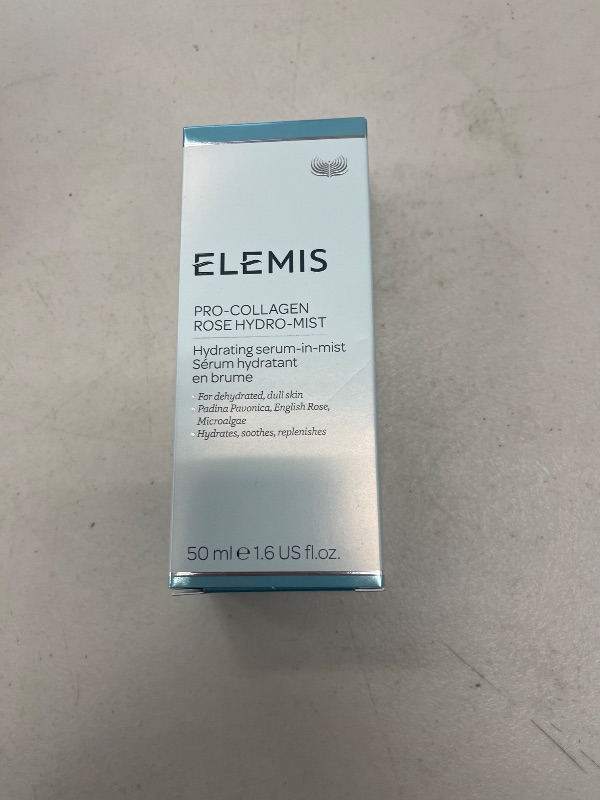 ELEMIS
PRO-COLLAGEN
ROSE HYDRO-MIST
Hydrating serum-in-mist
Sérum hydratant
en brume
• For dehydrated, dull skin
• Padina Pavonica, English Rose,
Microalgae
• Hydrates, soothes, replenishes
50 ml ℮ 1.6 US fl.oz.